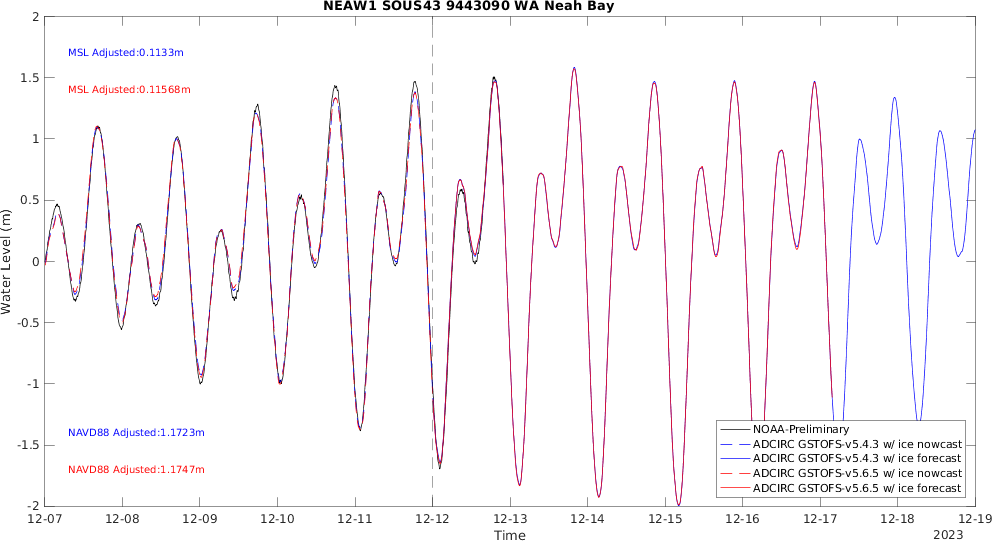 NEAW1 SOUS43 9443090 WA Neah Bay
MSL Adjusted:0.1133m
MSL Adjusted:0.11568m
NAVD88 Adjusted:1.1723m
NAVD88 Adjusted:1.1747m
Water Level (m)
2
1.5
1
0.5
0
-0.5
-1
-1.5
-2
NOAA-Preliminary
ADCIRC GSTOFS-v5.4.3 w/ ice nowcast
ADCIRC GSTOFS-v5.4.3 w/ ice forecast
ADCIRC GSTOFS-v5.6.5 w/ ice nowcast
ADCIRC GSTOFS-v5.6.5 w/ ice forecast
12-07 12-08 12-09 12-10 12-11 12-12 12-13 12-14 12-15 12-16 12-17 12-18 12-19
Time
2023